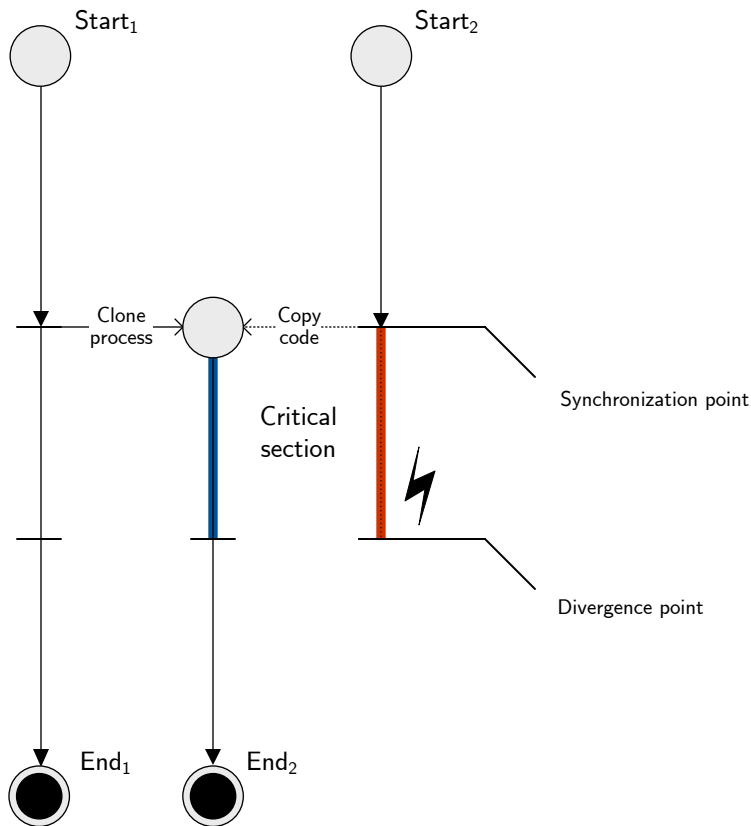 Start₁
Start₂
Clone
process
Copy
code
Critical
section
Synchronization point
Divergence point
End₁
End₂